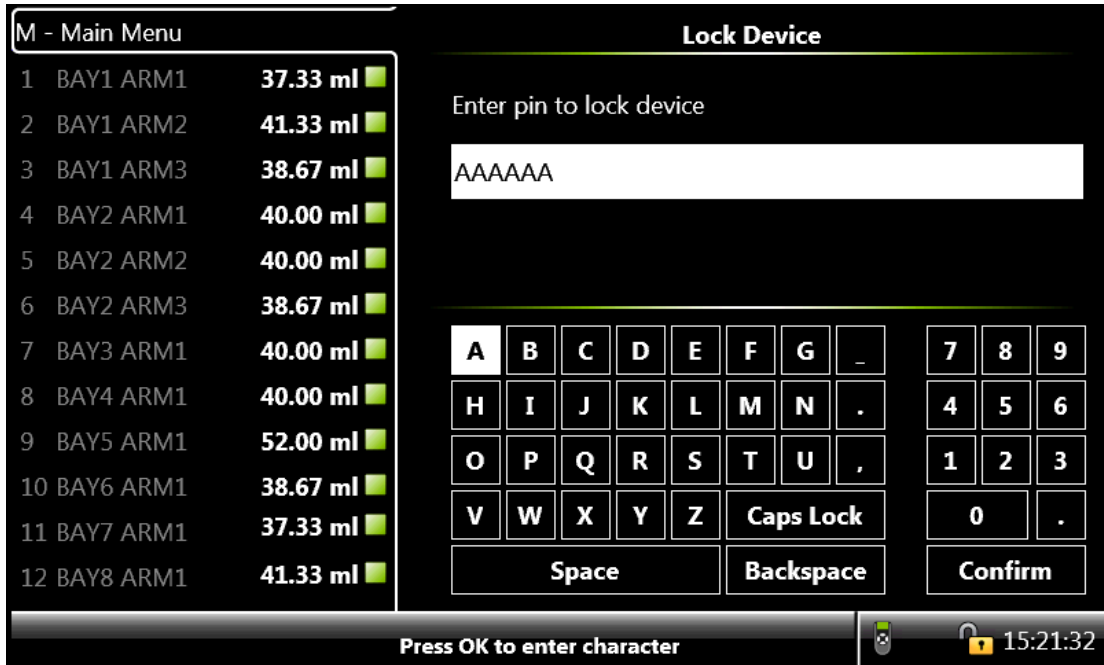 M - Main Menu
1 BAY1 ARM1 37.33 ml
2 BAY1 ARM2 41.33 ml
3 BAY1 ARM3 38.67 ml
4 BAY2 ARM1 40.00 ml
5 BAY2 ARM2 40.00 ml
6 BAY2 ARM3 38.67 ml
7 BAY3 ARM1 40.00 ml
8 BAY4 ARM1 40.00 ml
9 BAY5 ARM1 52.00 ml
10 BAY6 ARM1 38.67 ml
11 BAY7 ARM1 37.33 ml
12 BAY8 ARM1 41.33 ml
Lock Device
Enter pin to lock device
AAAAAA
A B C D E F G _ 7 8 9
H I J K L M N . 4 5 6
O P Q R S T U , 1 2 3
V W X Y Z Caps Lock 0 .
Space Backspace Confirm
Press OK to enter character 15:21:32